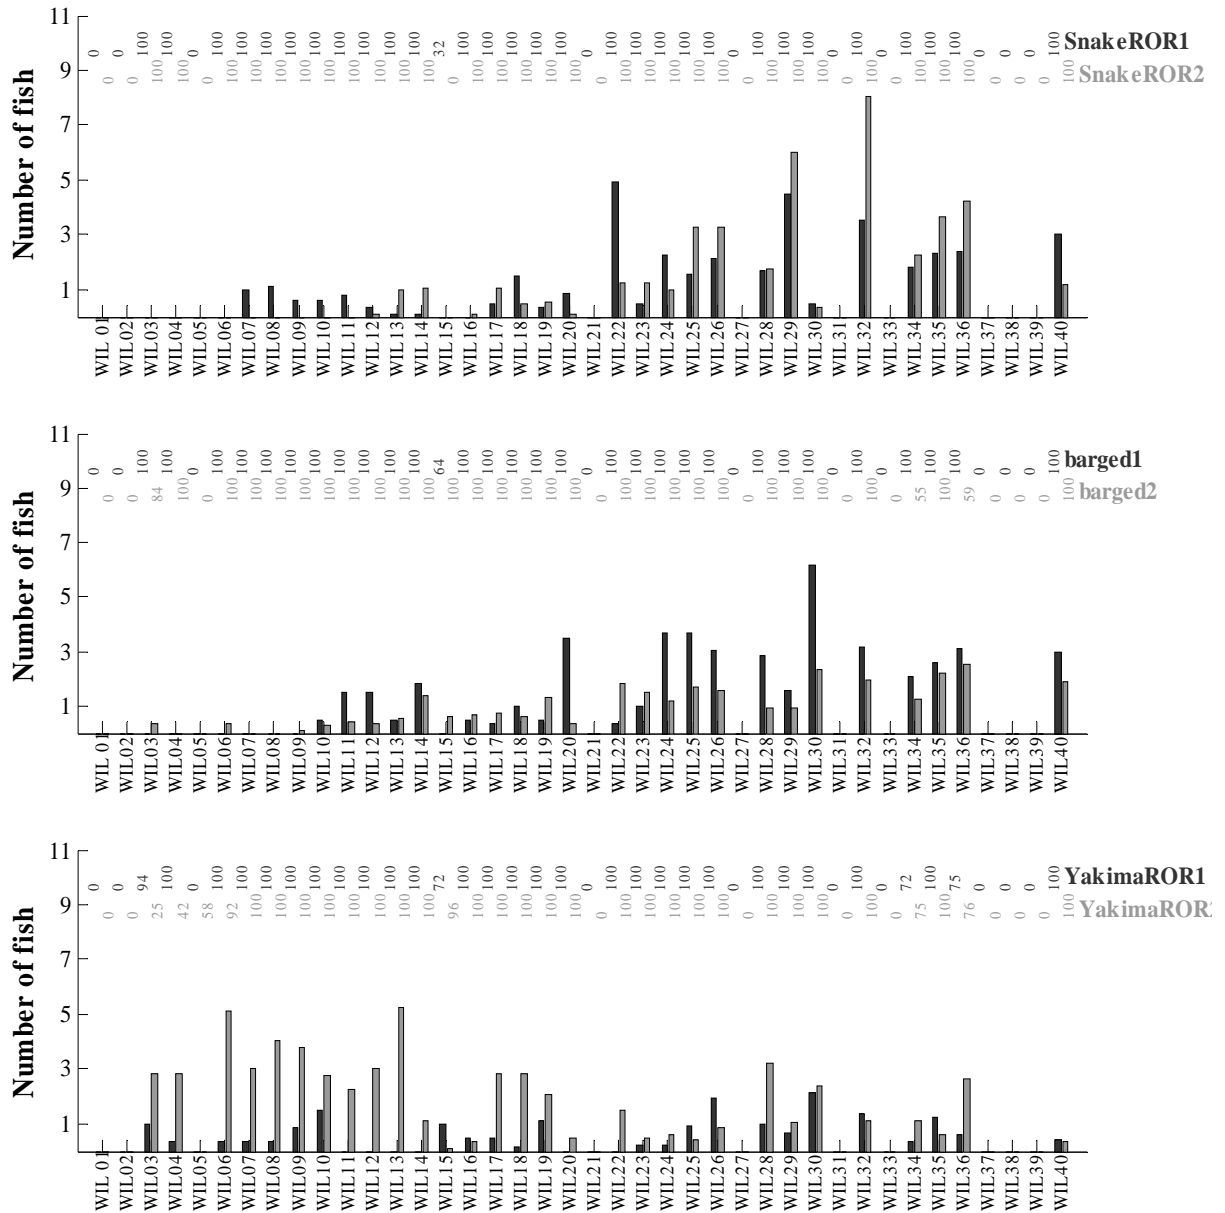 11
0 0 100 100 0 100 100 100 100 100 100 100 100 100 32 100 100 100 100 100 0 100 100 100 100 100 0 100 100 100 0 100 0 100 100 100 0 0 0 100 SnakeROR1
9
0 0 100 100 0 100 100 100 100 100 100 100 100 100 0 100 100 100 100 100 0 100 100 100 100 100 0 100 100 100 0 100 0 100 100 100 0 0 0 100 SnakeROR2
7
5
3
1
Number of fish
WIL 01 WIL02 WIL03 WIL04 WIL05 WIL06 WIL07 WIL08 WIL09 WIL10 WIL11 WIL12 WIL13 WIL14 WIL15 WIL16 WIL17 WIL18 WIL19 WIL20 WIL21 WIL22 WIL23 WIL24 WIL25 WIL26 WIL27 WIL28 WIL29 WIL30 WIL31 WIL32 WIL33 WIL34 WIL35 WIL36 WIL37 WIL38 WIL39 WIL40
11
0 0 100 100 0 100 100 100 100 100 100 100 100 100 64 100 100 100 100 100 0 100 100 100 100 100 0 100 100 100 0 100 0 100 100 100 0 0 0 100 barged1
9
0 0 84 100 0 100 100 100 100 100 100 100 100 100 100 100 100 100 100 100 0 100 100 100 100 100 0 100 100 100 0 100 0 55 100 59 0 0 0 100 barged2
7
5
3
1
Number of fish
WIL 01 WIL02 WIL03 WIL04 WIL05 WIL06 WIL07 WIL08 WIL09 WIL10 WIL11 WIL12 WIL13 WIL14 WIL15 WIL16 WIL17 WIL18 WIL19 WIL20 WIL21 WIL22 WIL23 WIL24 WIL25 WIL26 WIL27 WIL28 WIL29 WIL30 WIL31 WIL32 WIL33 WIL34 WIL35 WIL36 WIL37 WIL38 WIL39 WIL40
11
0 0 94 100 0 100 100 100 100 100 100 100 100 100 72 100 100 100 100 100 0 100 100 100 100 100 0 100 100 100 0 100 0 72 100 75 0 0 0 100 YakimaROR1
9
0 0 25 42 58 92 100 100 100 100 100 100 100 100 96 100 100 100 100 100 0 100 100 100 100 100 0 100 100 100 0 100 0 75 100 76 0 0 0 100 YakimaROR2
7
5
3
1
Number of fish
WIL 01 WIL02 WIL03 WIL04 WIL05 WIL06 WIL07 WIL08 WIL09 WIL10 WIL11 WIL12 WIL13 WIL14 WIL15 WIL16 WIL17 WIL18 WIL19 WIL20 WIL21 WIL22 WIL23 WIL24 WIL25 WIL26 WIL27 WIL28 WIL29 WIL30 WIL31 WIL32 WIL33 WIL34 WIL35 WIL36 WIL37 WIL38 WIL39 WIL40